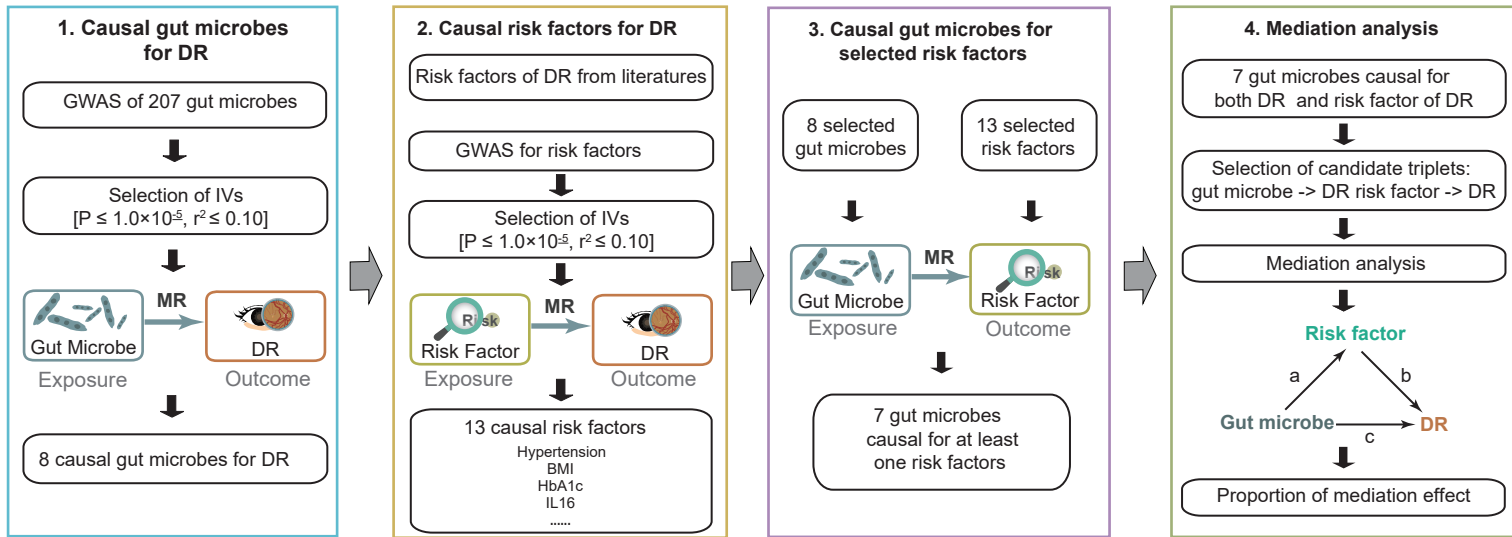 1. Causal gut microbes
for DR
GWAS of 207 gut microbes
Selection of IVs
[P ≤ 1.0×10⁻⁵, r² ≤ 0.10]
MR
Gut Microbe
DR
Exposure
Outcome
8 causal gut microbes for DR
2. Causal risk factors for DR
Risk factors of DR from literatures
GWAS for risk factors
Selection of IVs
[P ≤ 1.0×10⁻⁵, r² ≤ 0.10]
Risk
MR
Risk Factor
DR
Exposure
Outcome
13 causal risk factors
Hypertension
BMI
HbA1c
IL16
......
3. Causal gut microbes for
selected risk factors
8 selected
gut microbes
13 selected
risk factors
MR
Risk
Gut Microbe
Risk Factor
Exposure
Outcome
7 gut microbes
causal for at least
one risk factors
4. Mediation analysis
7 gut microbes causal for
both DR and risk factor of DR
Selection of candidate triplets:
gut microbe -> DR risk factor -> DR
Mediation analysis
Risk factor
a
b
Gut microbe
DR
c
Proportion of mediation effect